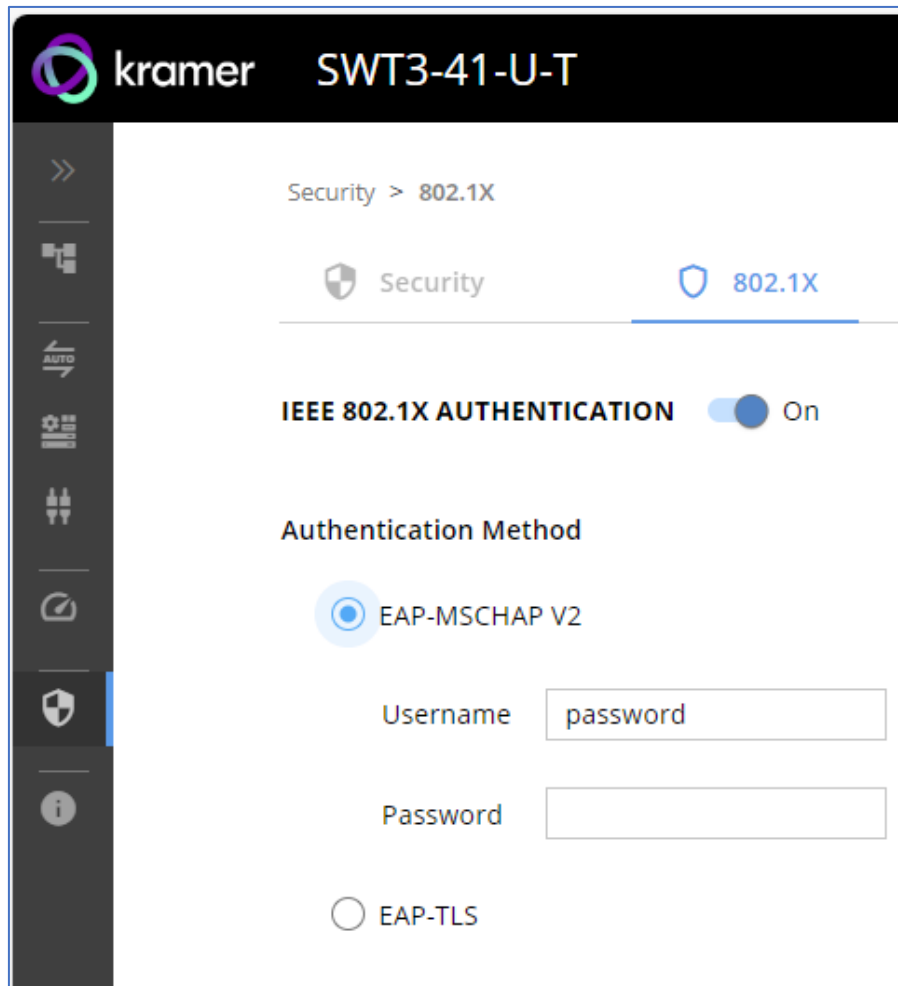 kramer SWT3-41-U-T
Security > 802.1X
Security 802.1X
IEEE 802.1X AUTHENTICATION On
AUTO
Authentication Method
EAP-MSCHAP V2
Username password
Password
EAP-TLS